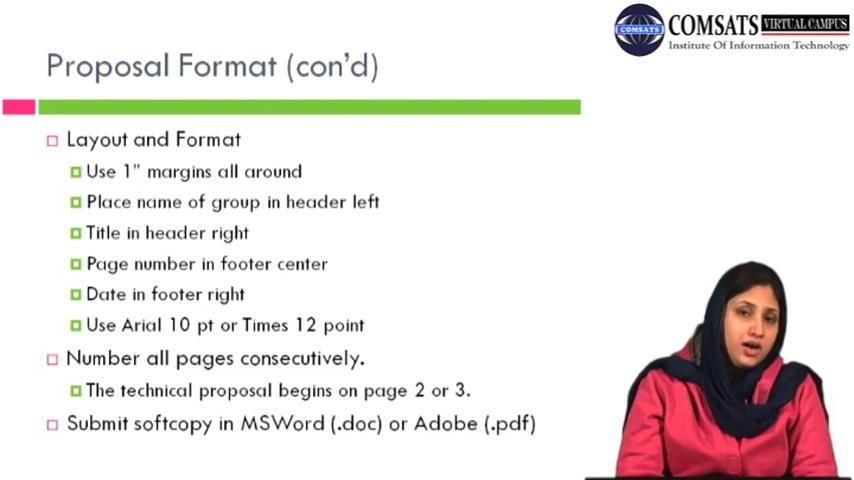 COMSATS
COMSATS VIRTUAL CAMPUS
Institute Of Information Technology
Proposal Format (con'd)
Layout and Format
Use 1" margins all around
Place name of group in header left
Title in header right
Page number in footer center
Date in footer right
Use Arial 10 pt or Times 12 point
Number all pages consecutively.
The technical proposal begins on page 2 or 3.
Submit softcopy in MSWord (.doc) or Adobe (.pdf)